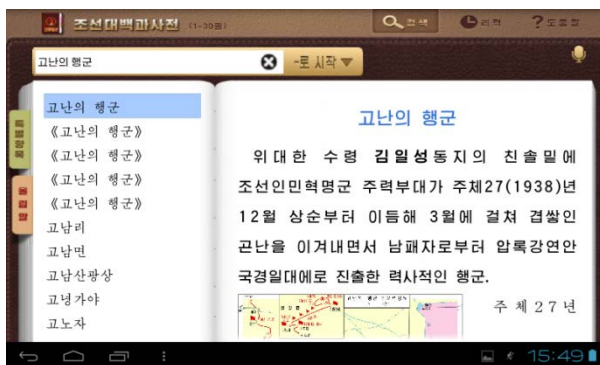 조선대백과사전 (1-30권)
검색
리력
?도움말
고난의 행군
-로 시작 ▼
고난의 행군
《고난의 행군》
《고난의 행군》
《고난의 행군》
《고난의 행군》
고남리
고남면
고남산광상
고녕가야
고노자
올림말
고난의 행군
위대한 수령 김일성동지의 친솔밑에
조선인민혁명군 주력부대가 주체27(1938)년
12월 상순부터 이듬해 3월에 걸쳐 겹쌓인
곤난을 이겨내면서 남패자로부터 압록강연안
국경일대에로 진출한 력사적인 행군.
주체27년
15:49